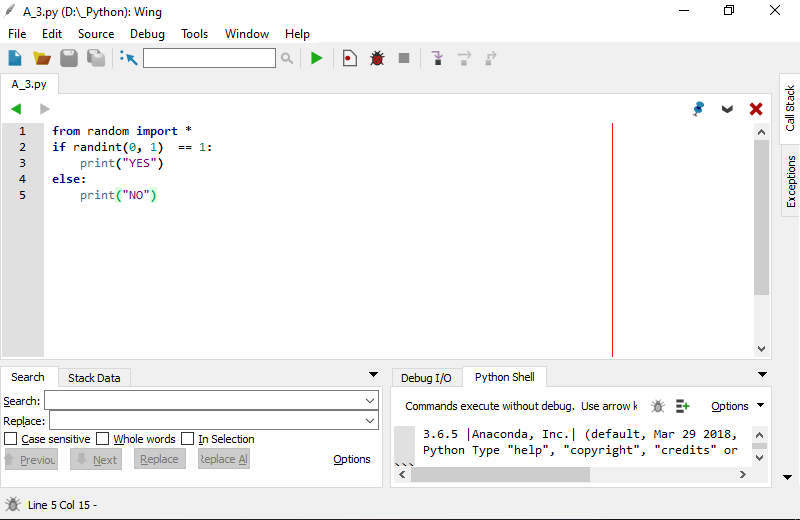 A_3.py (D:\_Python): Wing
File Edit Source Debug Tools Window Help
A_3.py
1 from random import *
2 if randint(0, 1)  == 1:
3     print("YES")
4 else:
5     print("NO")
Call Stack
Exceptions
Search Stack Data
Search:
Replace:
Case sensitive Whole words In Selection
Previou Next Replace Replace Al Options
Debug I/O Python Shell
Commands execute without debug. Use arrow k Options
3.6.5 |Anaconda, Inc.| (default, Mar 29 2018,
Python Type "help", "copyright", "credits" or
>>>
Line 5 Col 15 -